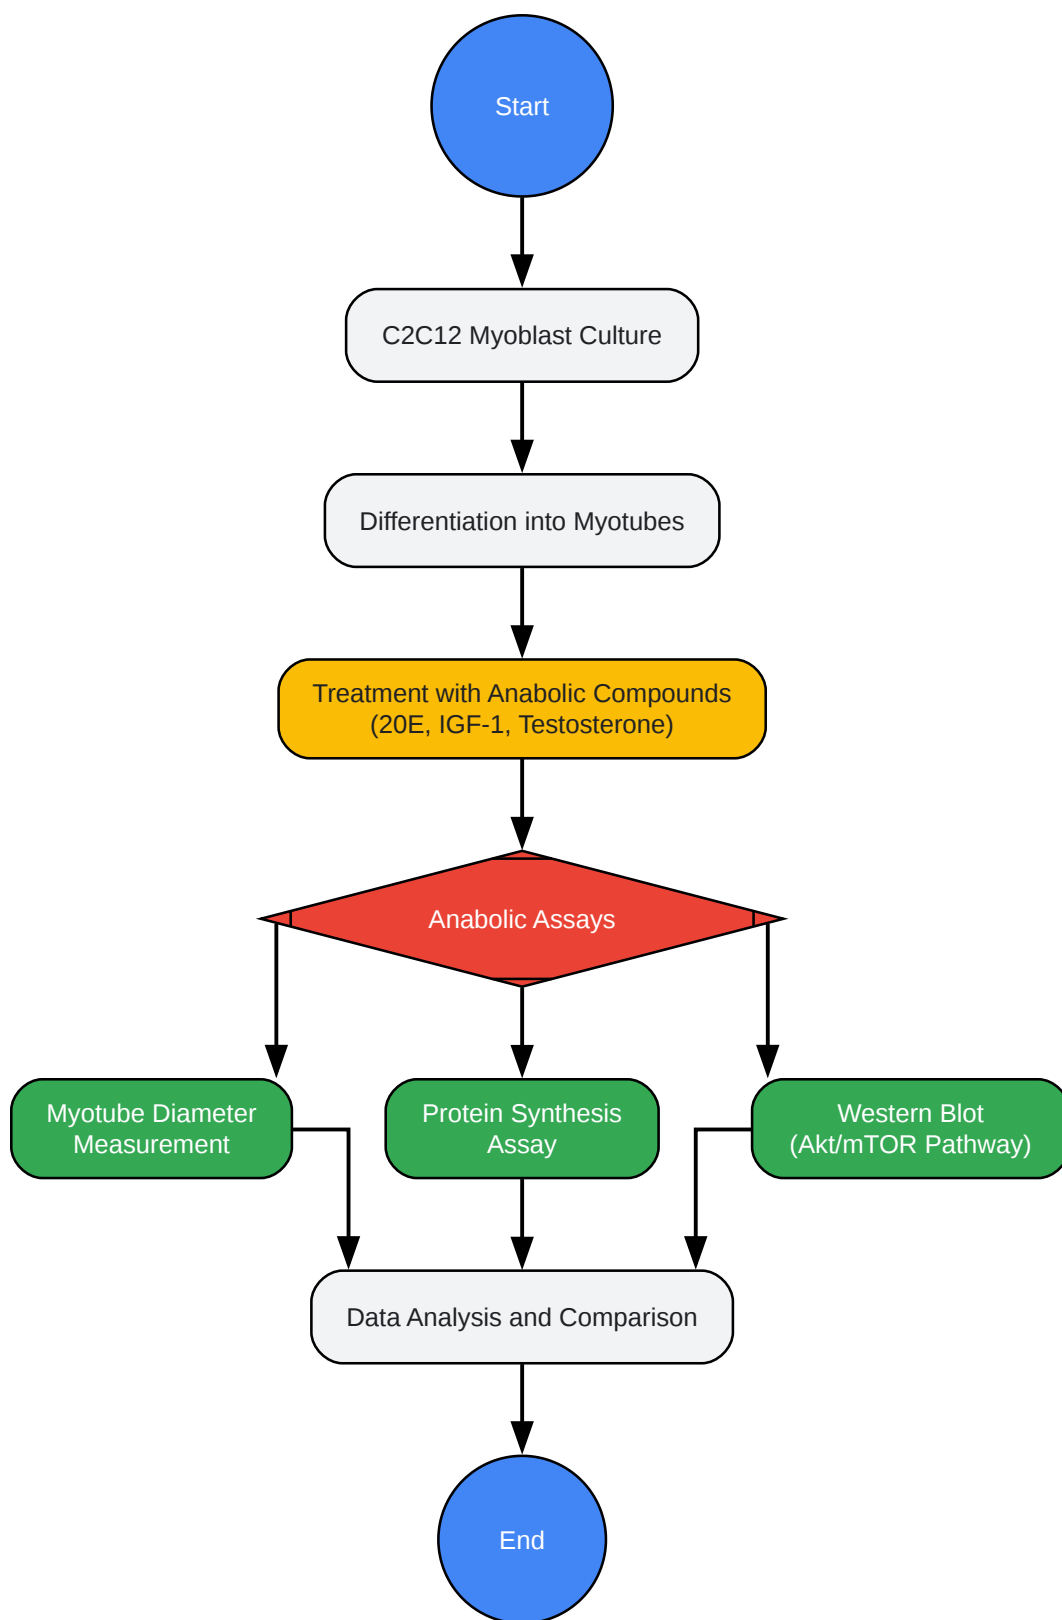 Start
C2C12 Myoblast Culture
Differentiation into Myotubes
Treatment with Anabolic Compounds
(20E, IGF-1, Testosterone)
Anabolic Assays
Myotube Diameter
Measurement
Protein Synthesis
Assay
Western Blot
(Akt/mTOR Pathway)
Data Analysis and Comparison
End